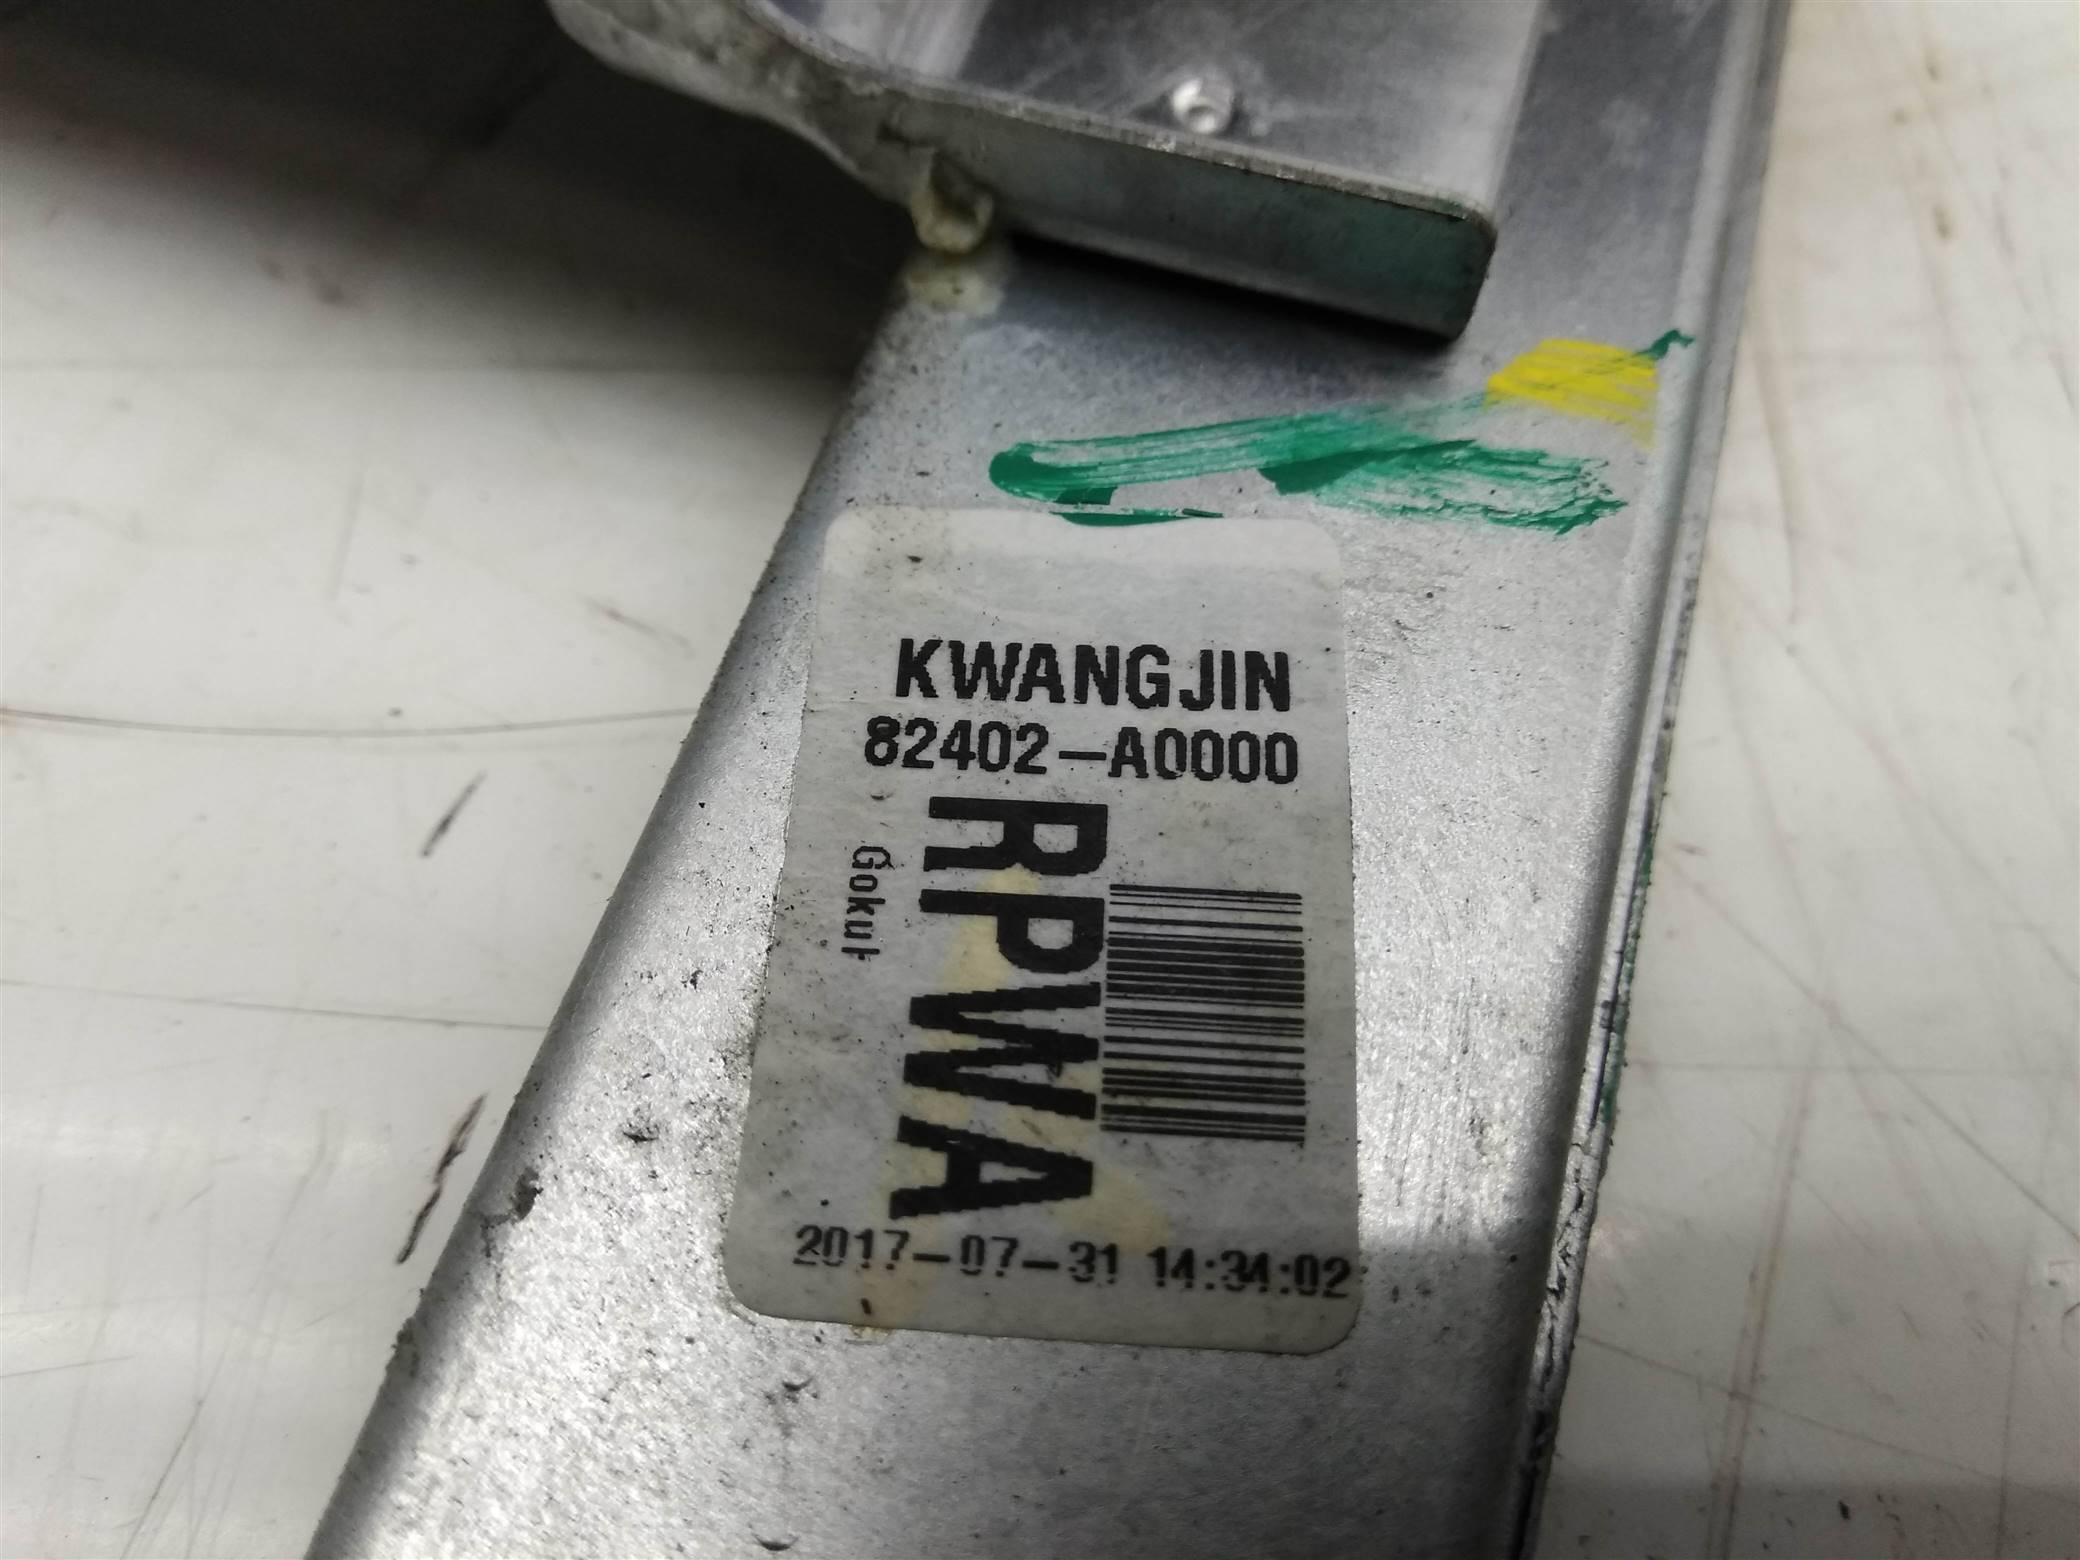 KWANGJIN
82402-A0000
RPWA
Gokul
2017-07-31 14:34:02